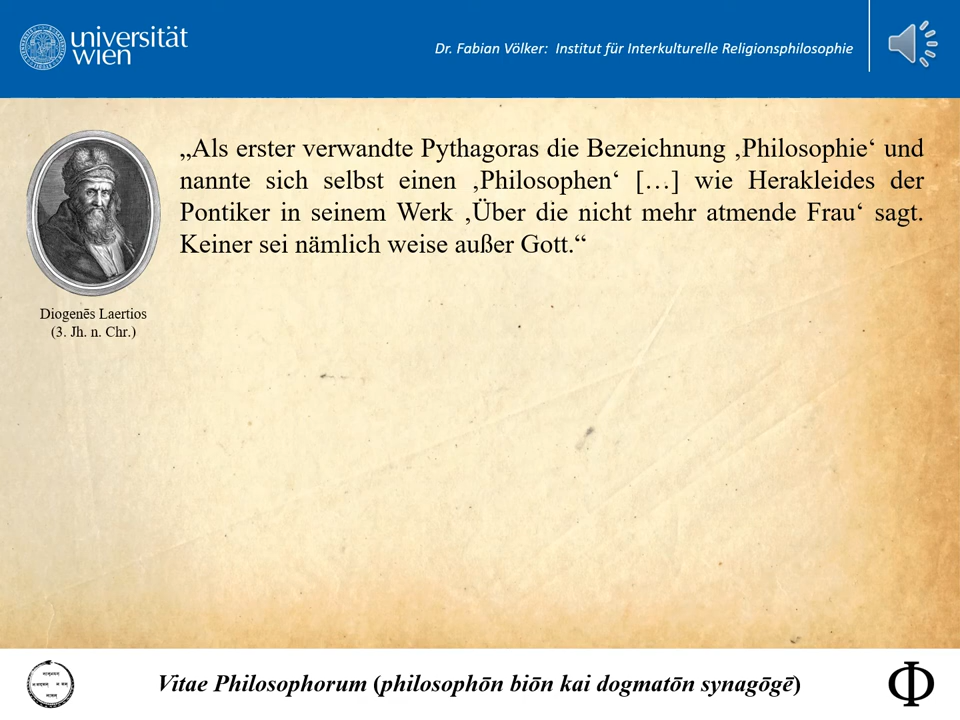 universität
wien
Dr. Fabian Völker: Institut für Interkulturelle Religionsphilosophie
„Als erster verwandte Pythagoras die Bezeichnung ‚Philosophie‘ und
nannte sich selbst einen ‚Philosophen‘ […] wie Herakleides der
Pontiker in seinem Werk ‚Über die nicht mehr atmende Frau‘ sagt.
Keiner sei nämlich weise außer Gott.“
Diogenēs Laertios
(3. Jh. n. Chr.)
Vitae Philosophorum (philosophōn biōn kai dogmatōn synagōgē)
Φ